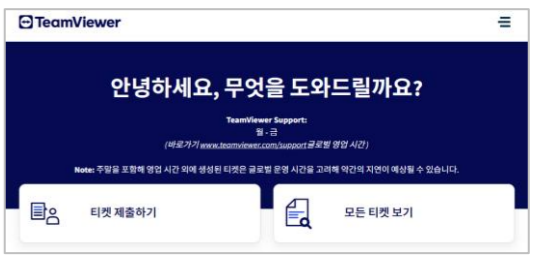 TeamViewer
안녕하세요, 무엇을 도와드릴까요?
TeamViewer Support:
월 - 금
(바로가기 www.teamviewer.com/support 글로벌 영업 시간)
Note: 주말을 포함해 영업 시간 외에 생성된 티켓은 글로벌 운영 시간을 고려해 약간의 지연이 예상될 수 있습니다.
티켓 제출하기
모든 티켓 보기